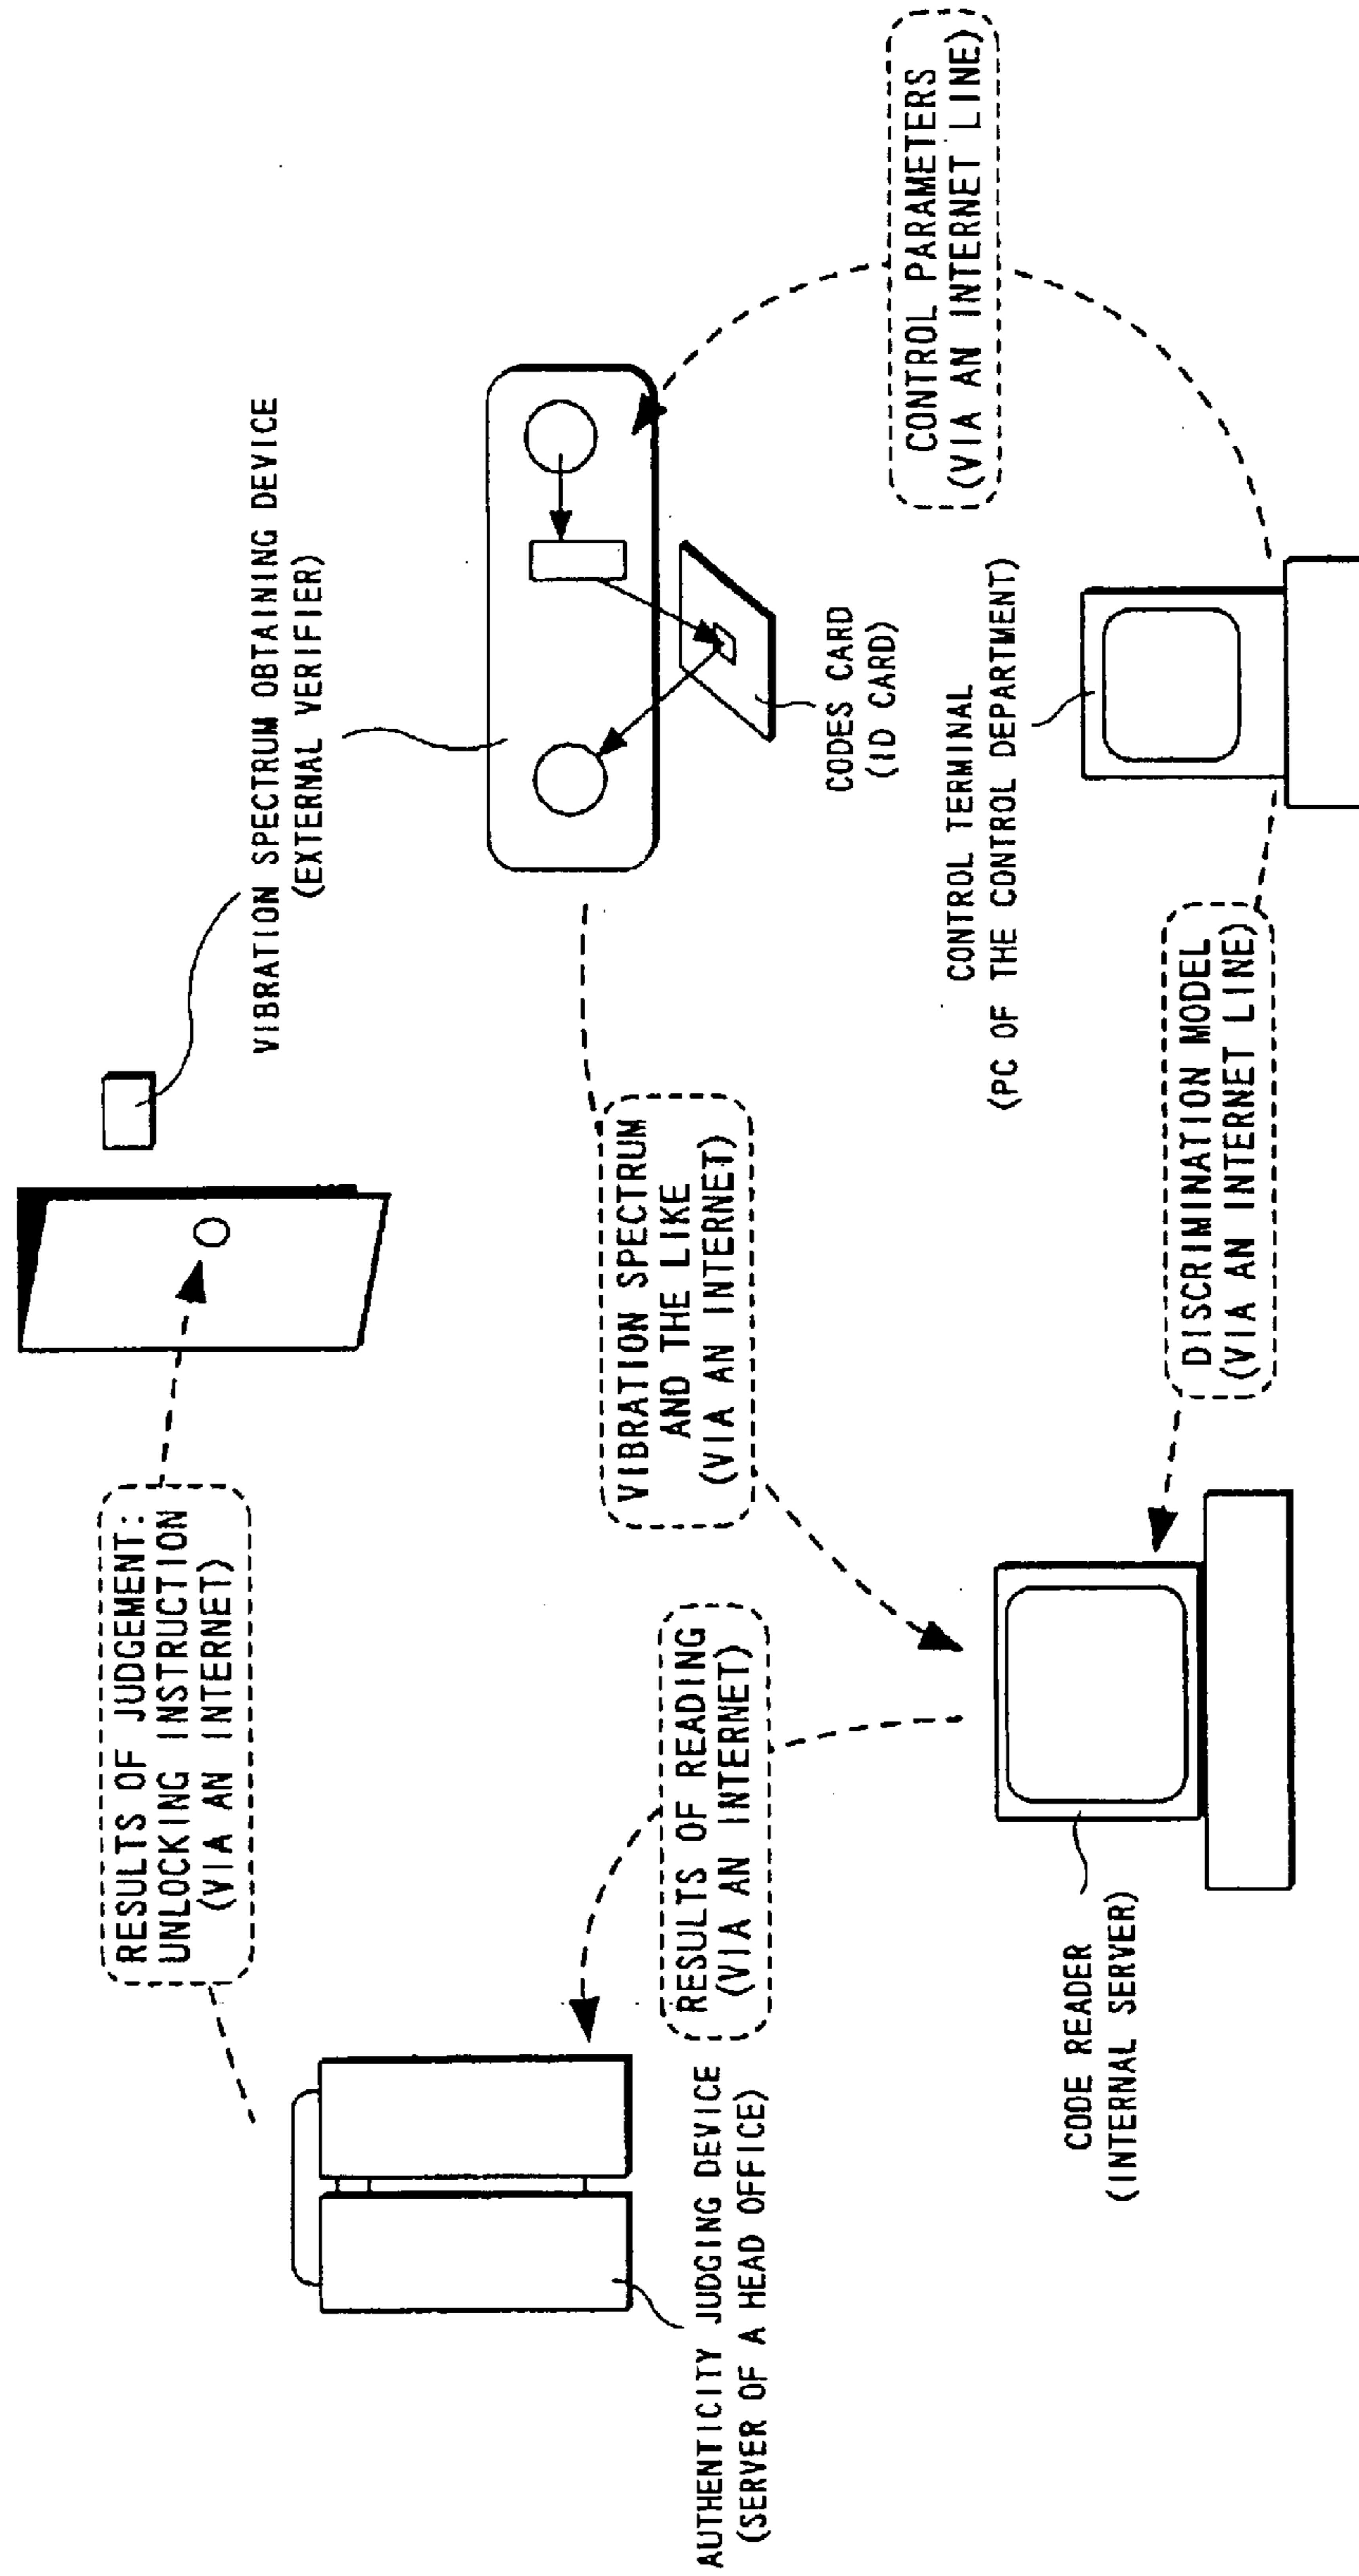 RESULTS OF JUDGEMENT:
UNLOCKING INSTRUCTION
(VIA AN INTERNET)
VIBRATION SPECTRUM OBTAINING DEVICE
(EXTERNAL VERIFIER)
AUTHENTICITY JUDGING DEVICE
(SERVER OF A HEAD OFFICE)
RESULTS OF READING
(VIA AN INTERNET)
VIBRATION SPECTRUM
AND THE LIKE
(VIA AN INTERNET)
CODES CARD
(ID CARD)
CONTROL PARAMETERS
(VIA AN INTERNET LINE)
CODE READER
(INTERNAL SERVER)
DISCRIMINATION MODEL
(VIA AN INTERNET LINE)
CONTROL TERMINAL
(PC OF THE CONTROL DEPARTMENT)